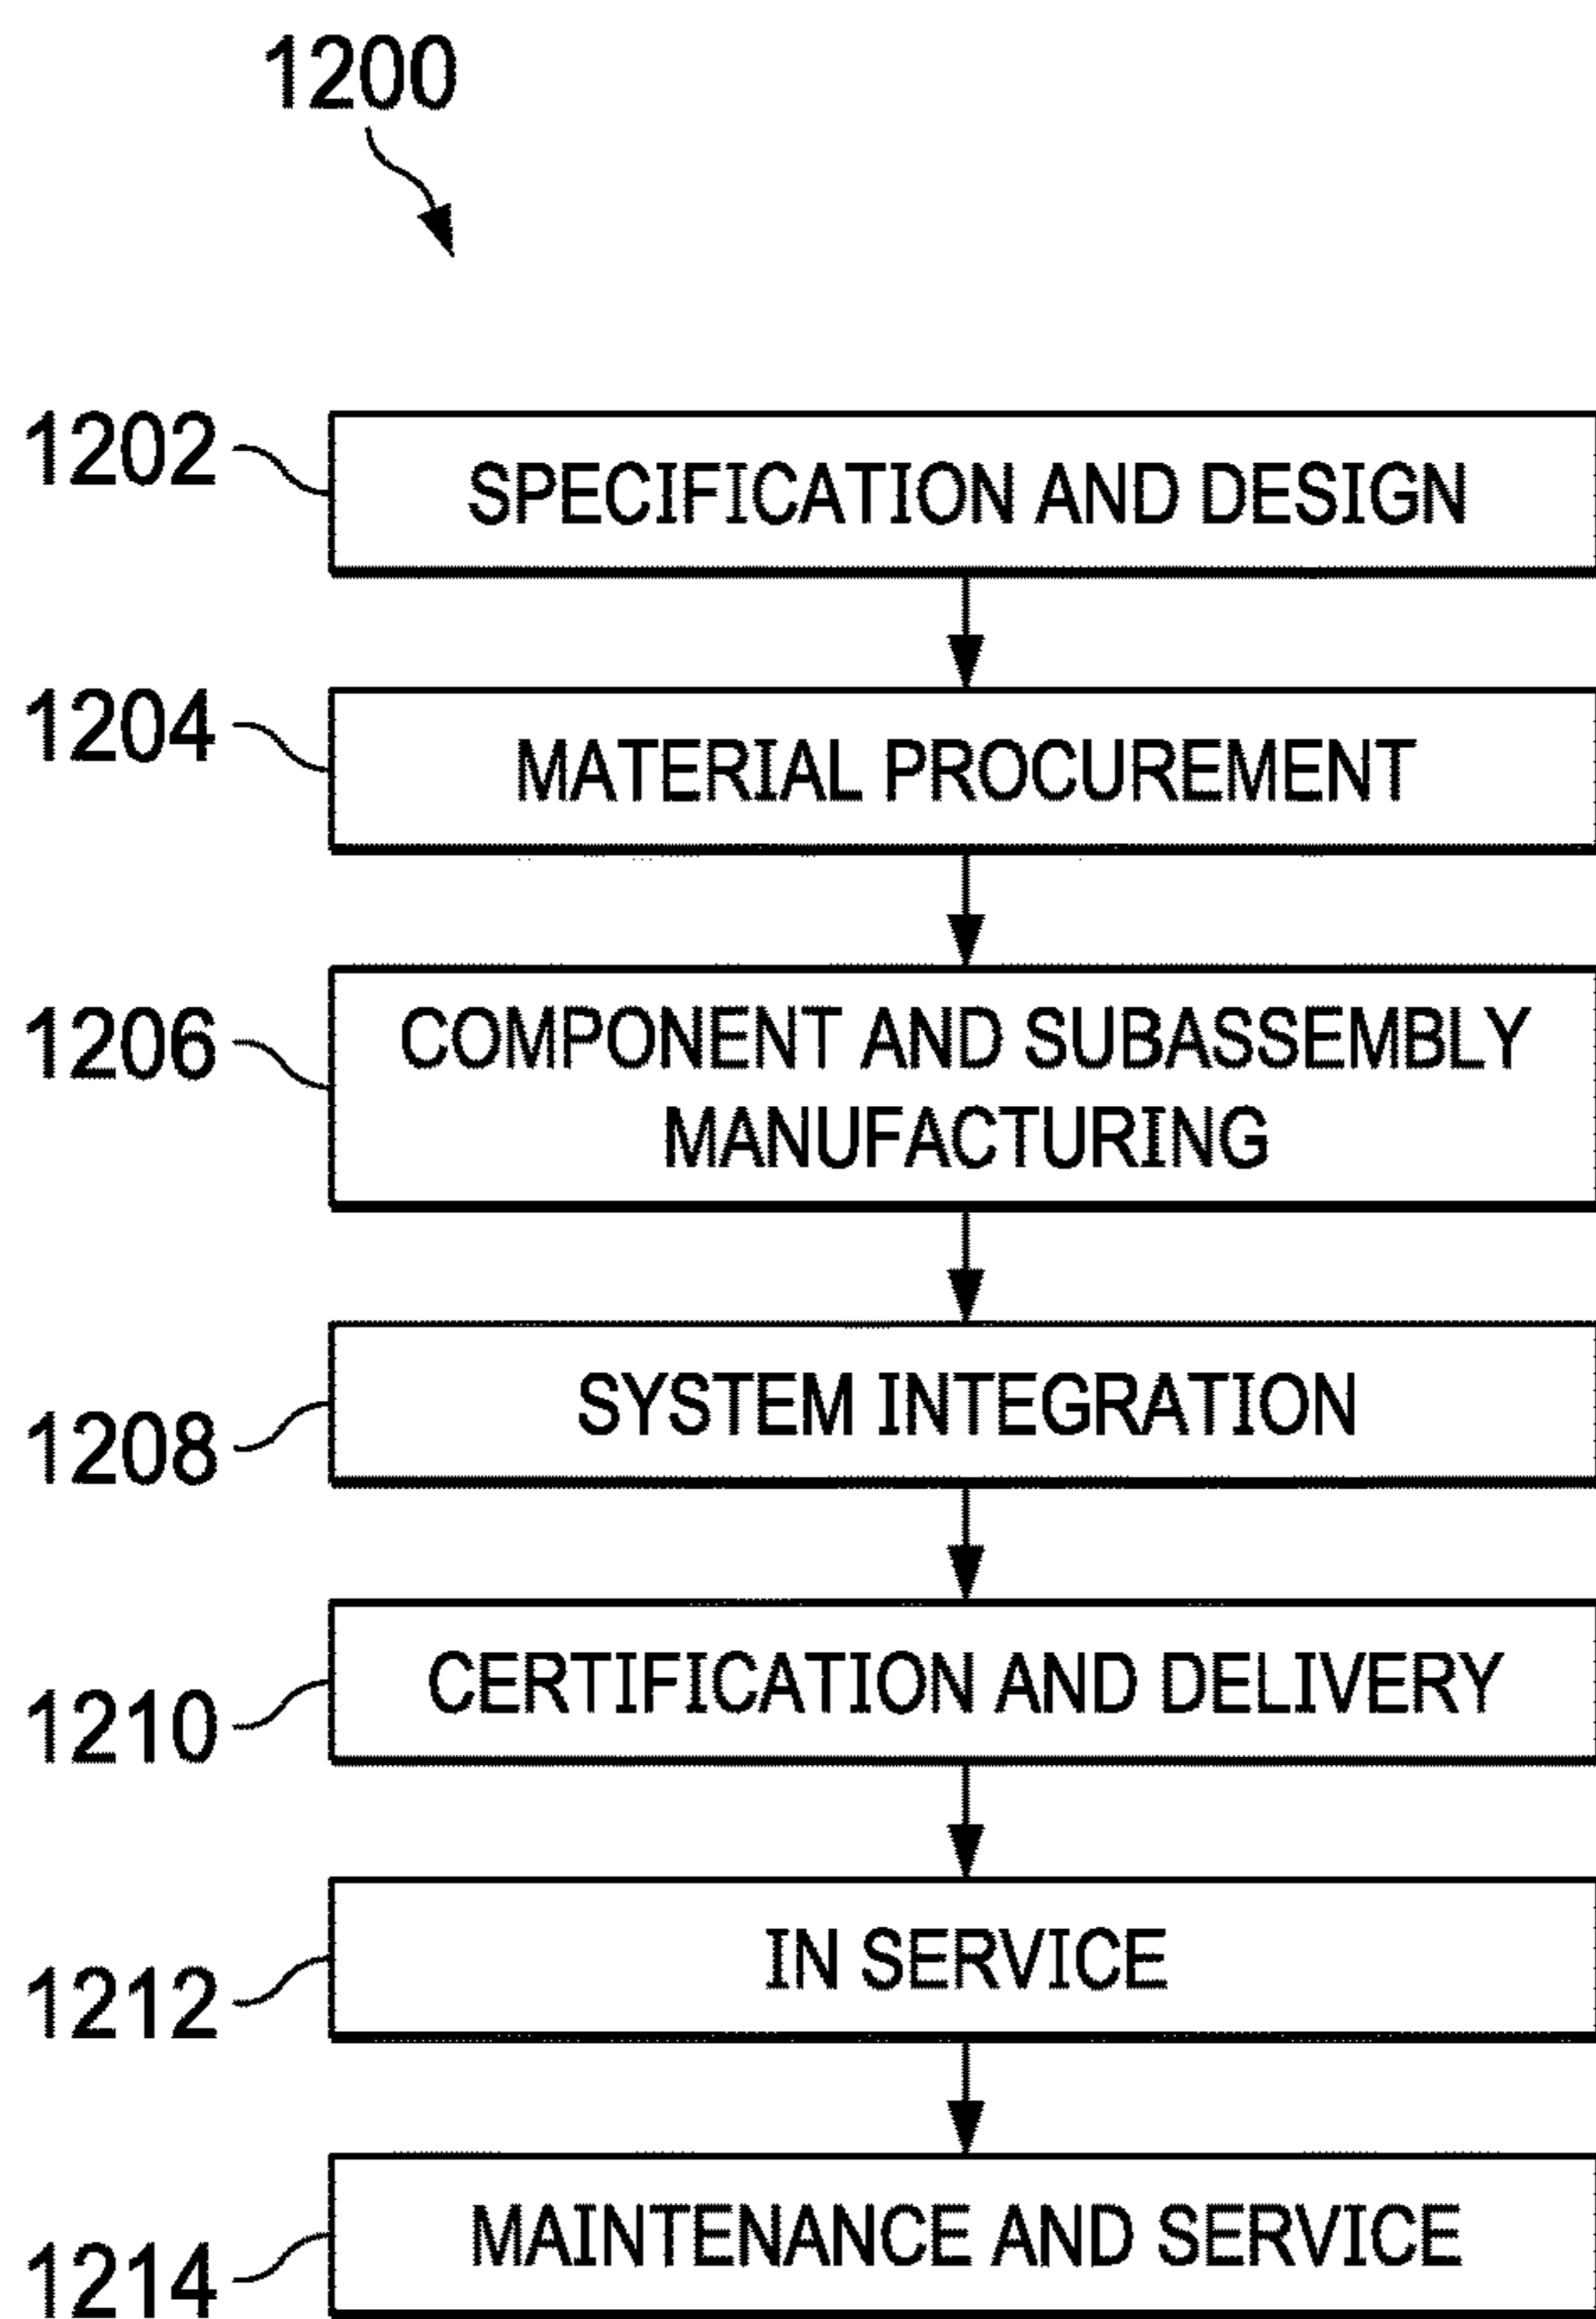 1200
1202
SPECIFICATION AND DESIGN
1204
MATERIAL PROCUREMENT
1206
COMPONENT AND SUBASSEMBLY
MANUFACTURING
1208
SYSTEM INTEGRATION
1210
CERTIFICATION AND DELIVERY
1212
IN SERVICE
1214
MAINTENANCE AND SERVICE